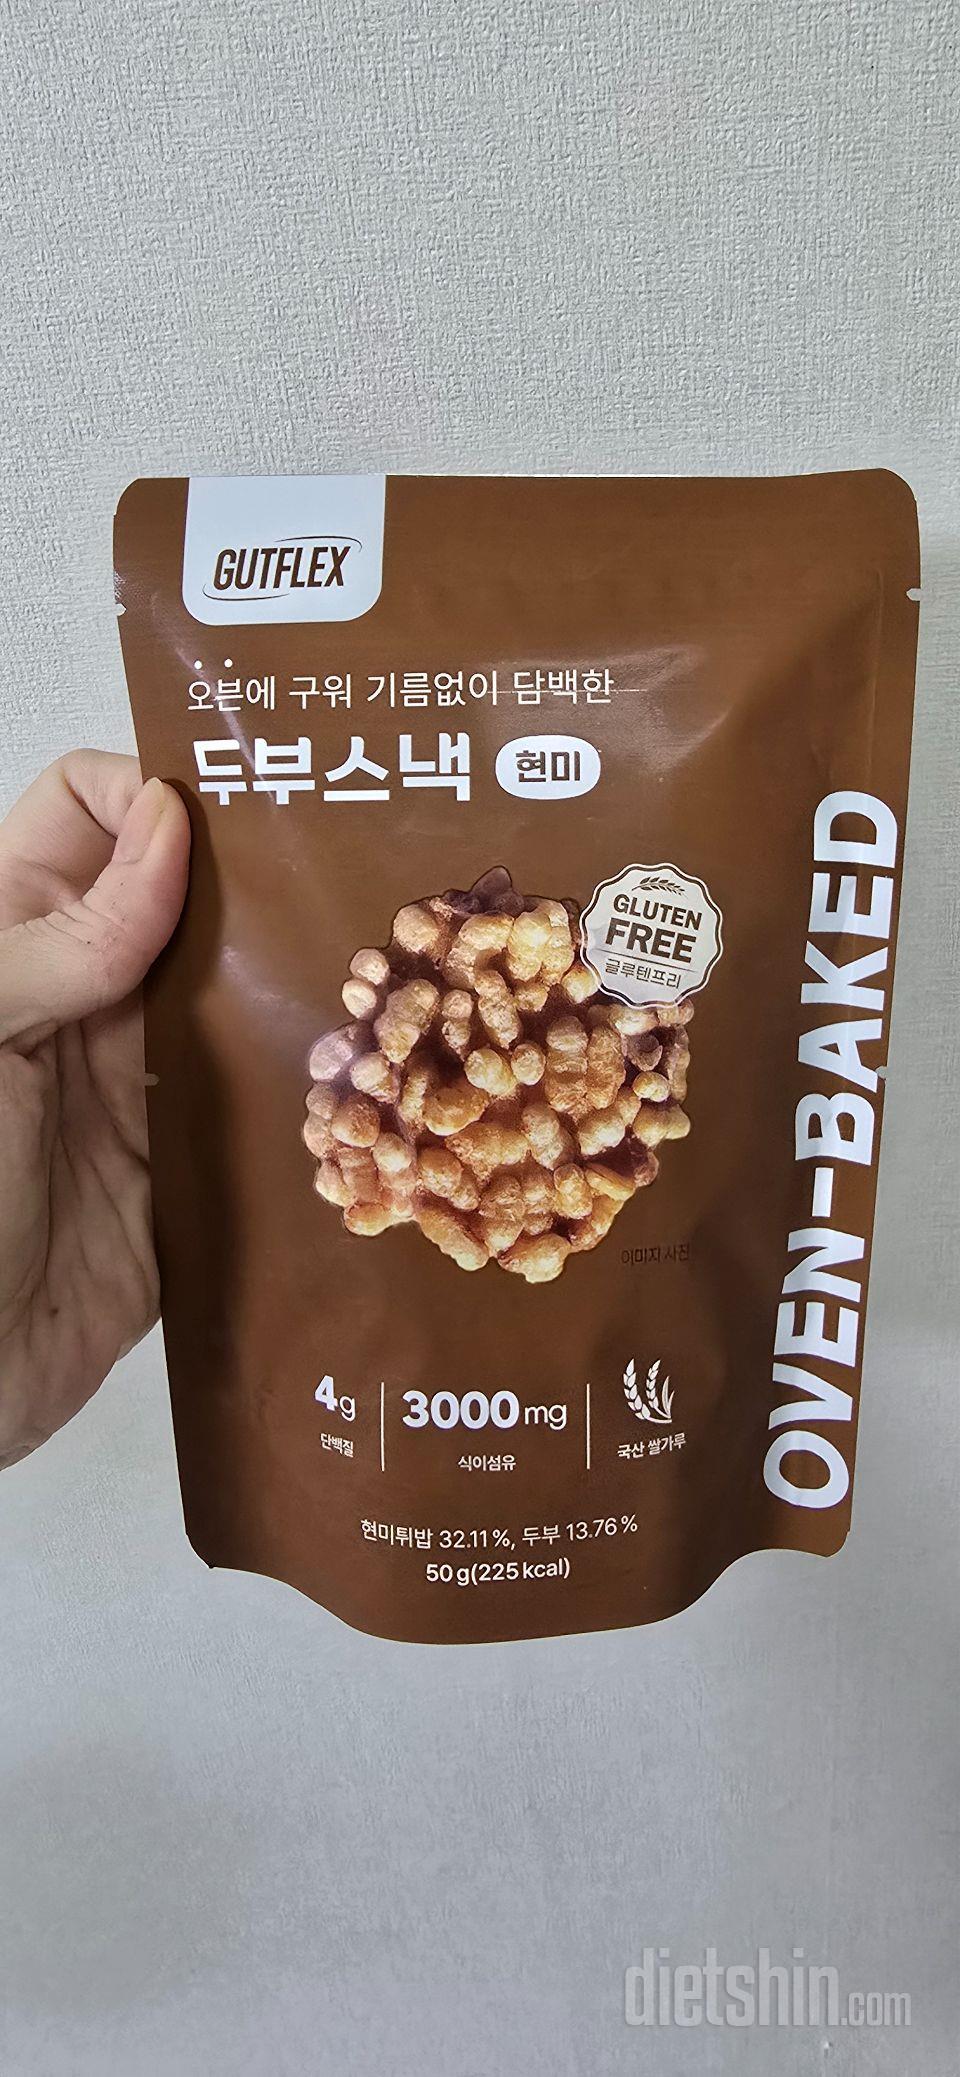 GUTFLEX
오븐에 구워 기름없이 담백한
두부스낵 현미
GLUTEN
FREE
글루텐프리
OVEN-BAKED
이미지 사진
4g
단백질
3000mg
식이섬유
국산 쌀가루
현미튀밥 32.11%, 두부 13.76%
50g(225kcal)
dietshin.com